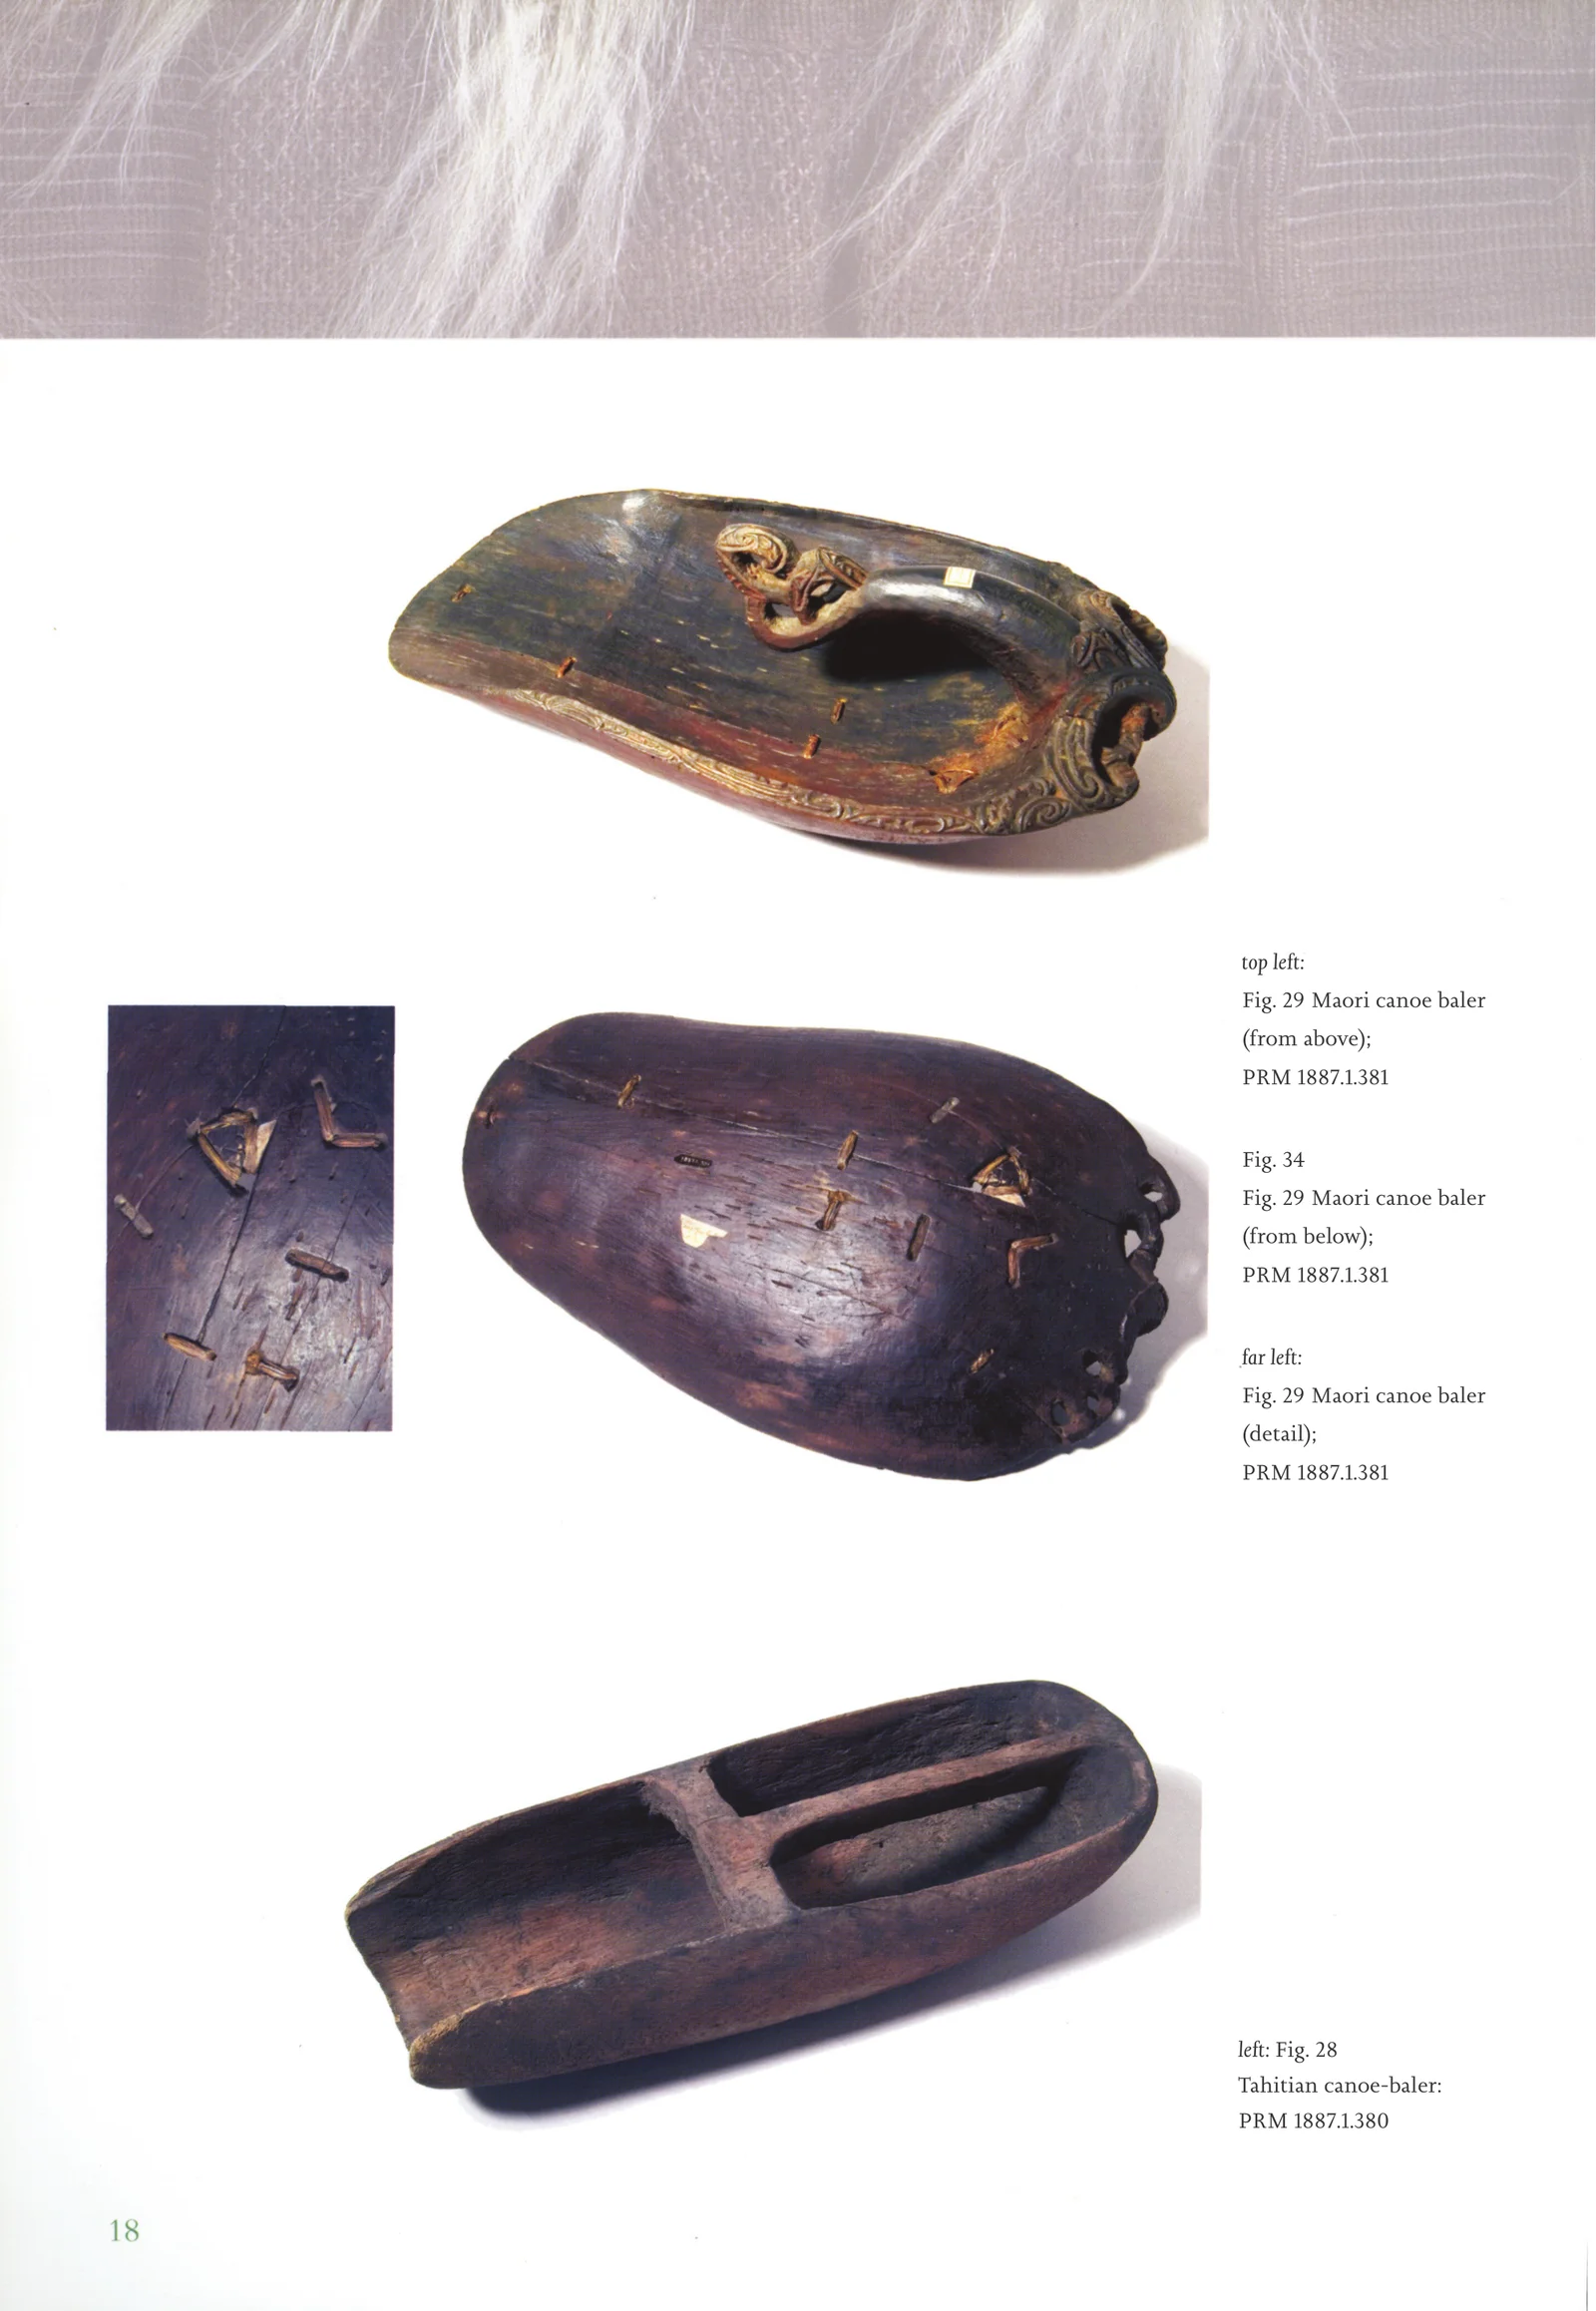 top left:
Fig. 29 Maori canoe baler
(from above);
PRM 1887.1.381
Fig. 34
Fig. 29 Maori canoe baler
(from below);
PRM 1887.1.381
far left:
Fig. 29 Maori canoe baler
(detail);
PRM 1887.1.381
left: Fig. 28
Tahitian canoe-baler:
PRM 1887.1.380
18